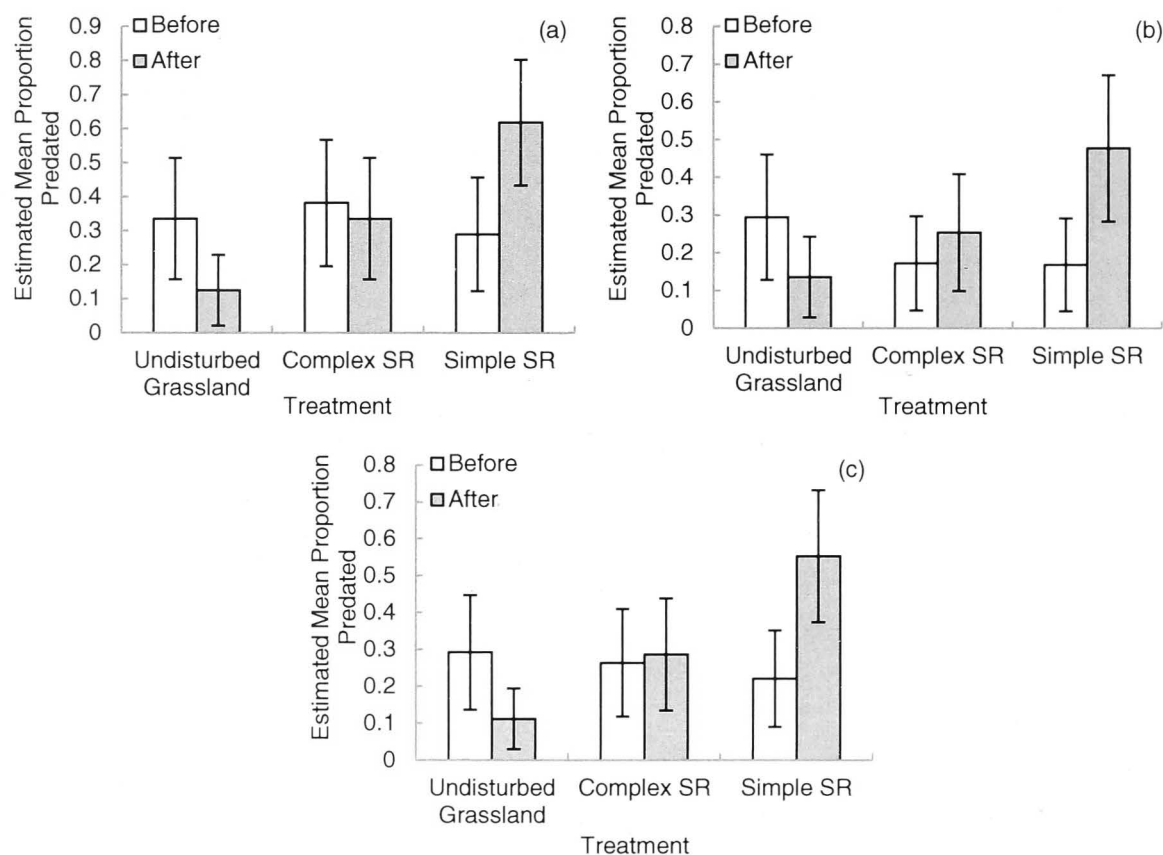 (a)
Before
After
0.9
0.8
0.7
0.6
0.5
0.4
0.3
0.2
0.1
0
Estimated Mean Proportion
Predated
Undisturbed
Grassland
Complex SR
Simple SR
Treatment
(b)
Before
After
0.8
0.7
0.6
0.5
0.4
0.3
0.2
0.1
0
Estimated Mean Proportion
Predated
Undisturbed
Grassland
Complex SR
Simple SR
Treatment
(c)
Before
After
0.8
0.7
0.6
0.5
0.4
0.3
0.2
0.1
0
Estimated Mean Proportion
Predated
Undisturbed
Grassland
Complex SR
Simple SR
Treatment